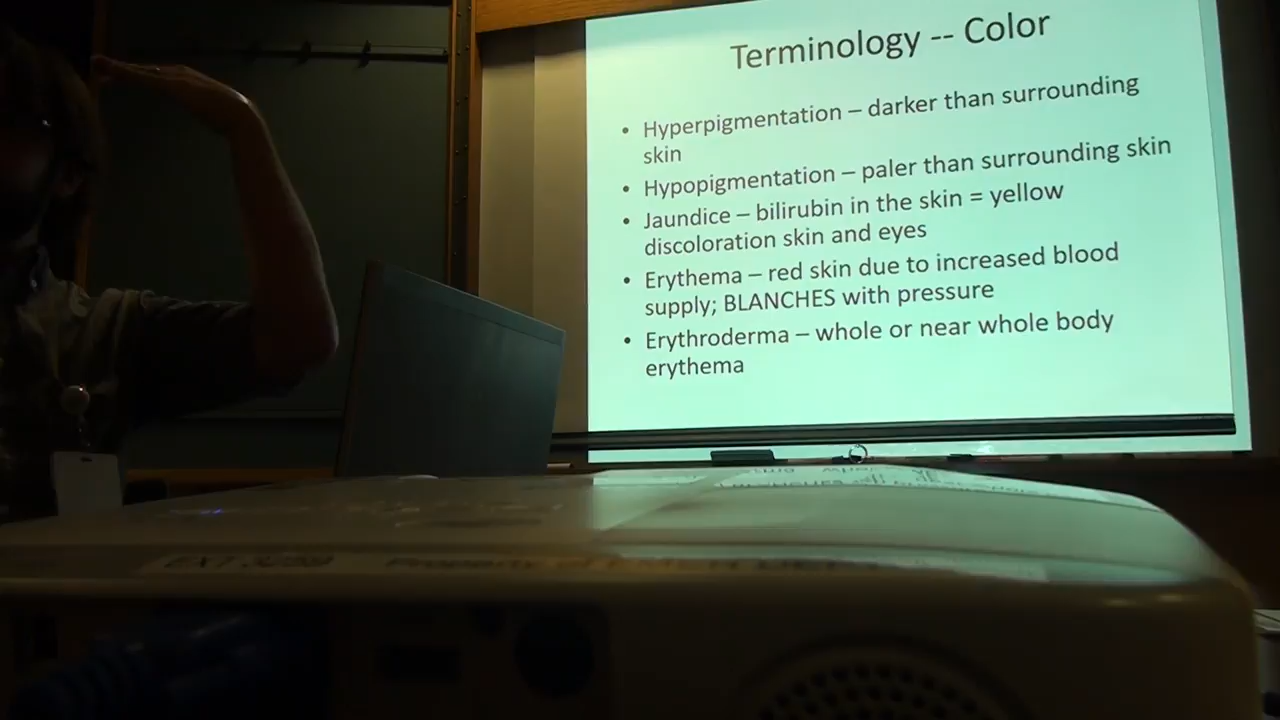 Terminology -- Color
• Hyperpigmentation – darker than surrounding
skin
• Hypopigmentation – paler than surrounding skin
• Jaundice – bilirubin in the skin = yellow
discoloration skin and eyes
• Erythema – red skin due to increased blood
supply; BLANCHES with pressure
• Erythroderma – whole or near whole body
erythema
Property of